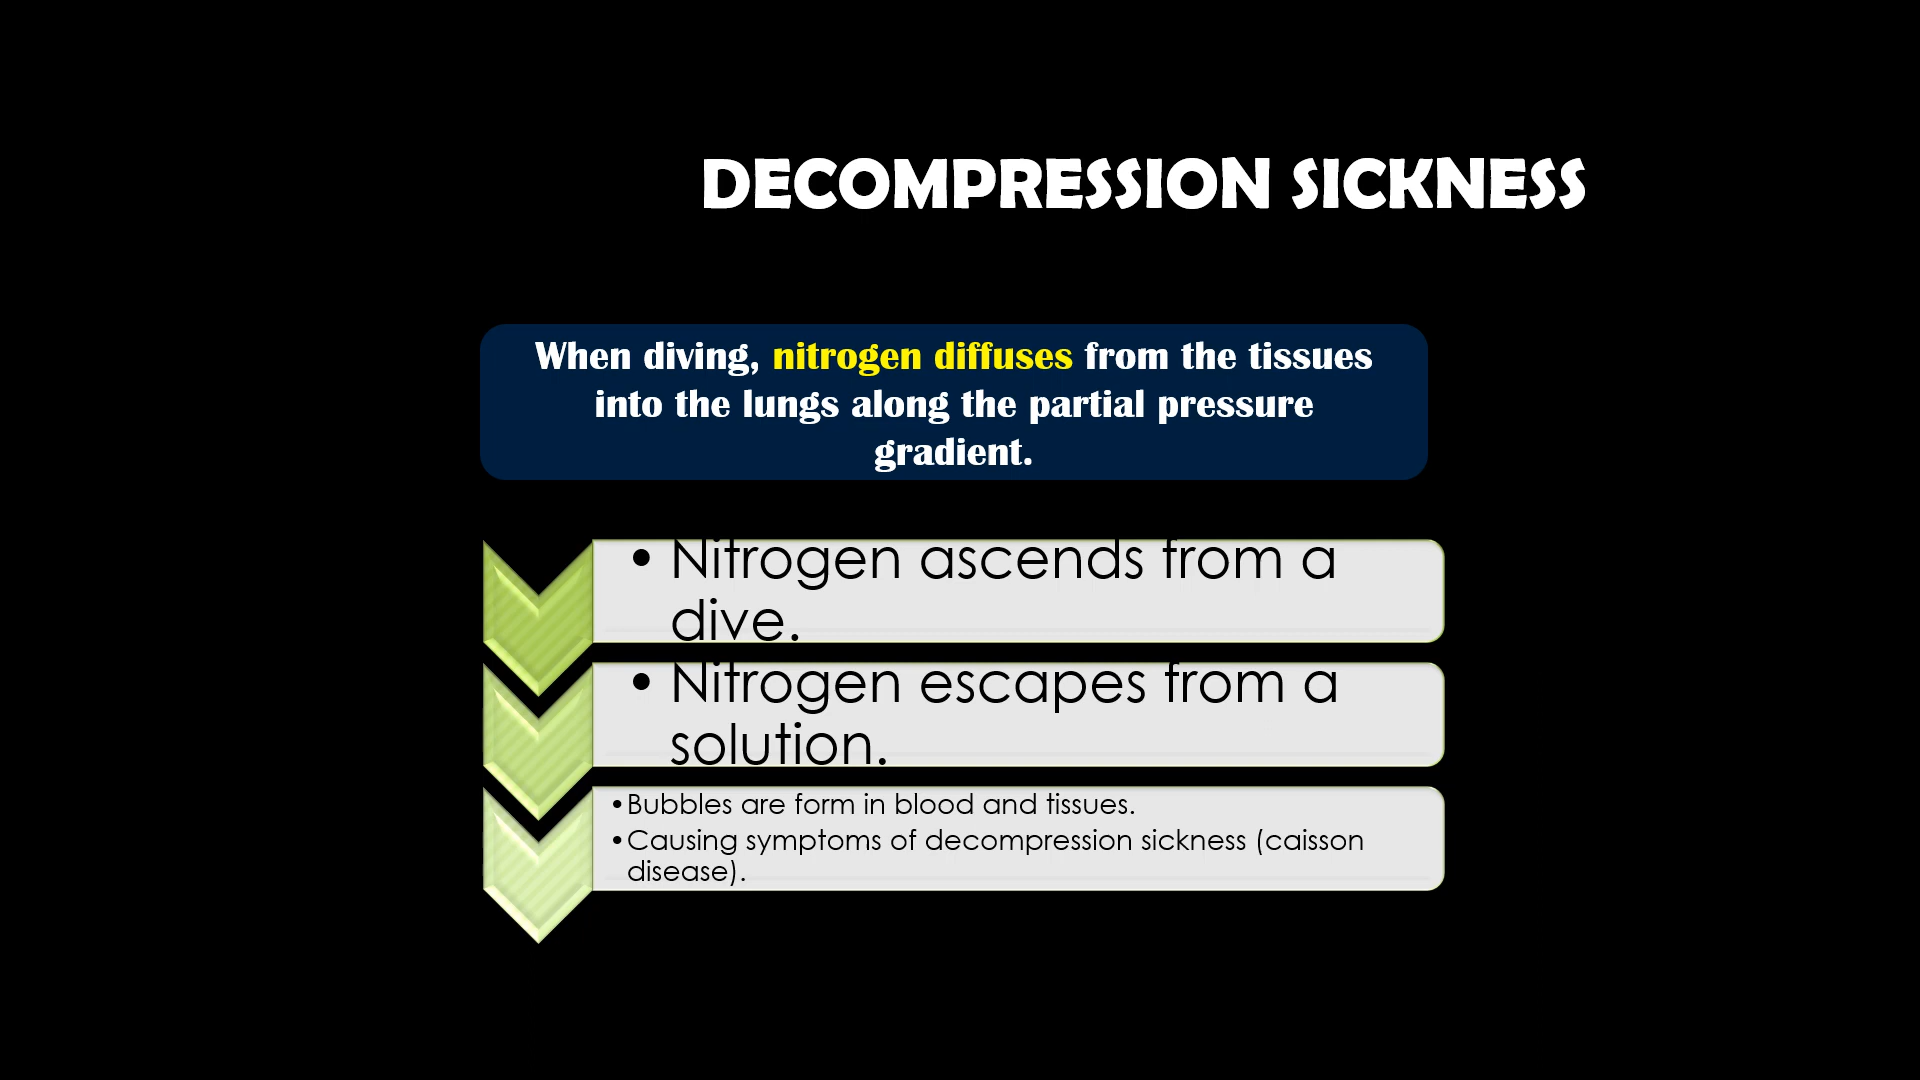 DECOMPRESSION SICKNESS
When diving, nitrogen diffuses from the tissues
into the lungs along the partial pressure
gradient.
• Nitrogen ascends from a
dive.
• Nitrogen escapes from a
solution.
•Bubbles are form in blood and tissues.
•Causing symptoms of decompression sickness (caisson
disease).